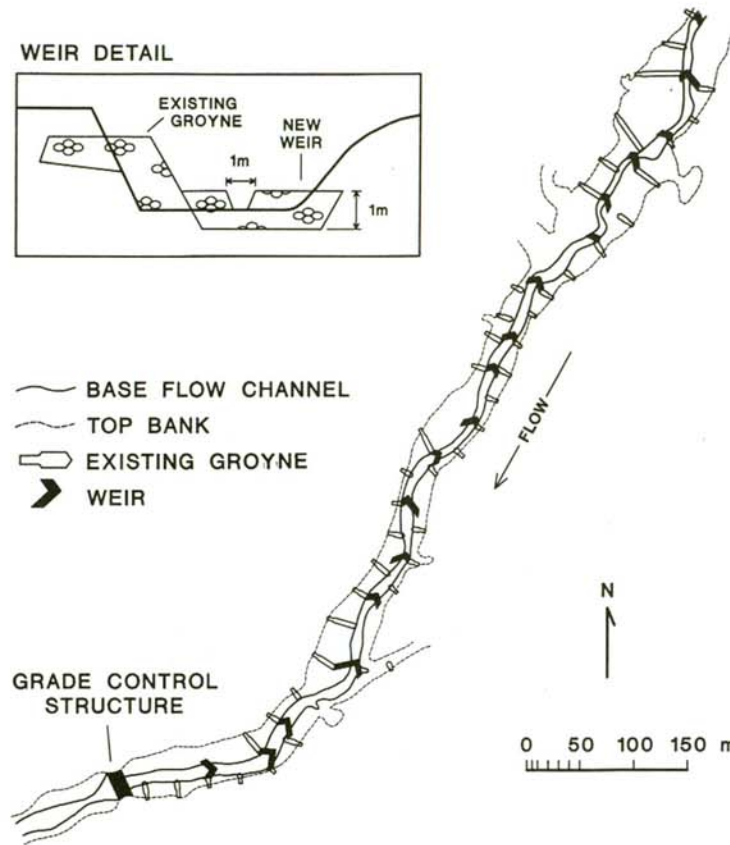 WEIR DETAIL
EXISTING
GROYNE
NEW
WEIR
1m
1m
BASE FLOW CHANNEL
TOP BANK
EXISTING GROYNE
WEIR
FLOW
N
GRADE CONTROL
STRUCTURE
0 50 100 150 m